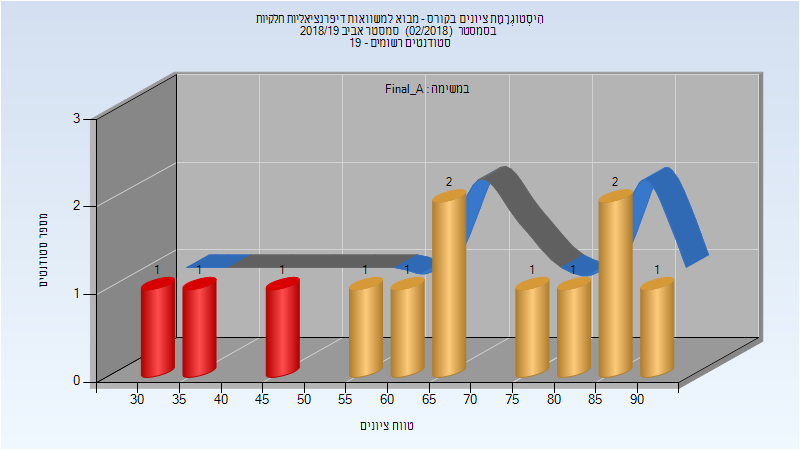 היסטוגרמת ציונים בקורס - מבוא למשוואות דיפרנציאליות חלקיות
בסמסטר (02/2018) סמסטר אביב 2018/19
סטודנטים רשומים - 19
במשימה : Final_A
מספר סטודנטים
3
2
1
0
1 1 1 1 1 2 1 1 2 1
30 35 40 45 50 55 60 65 70 75 80 85 90
טווח ציונים